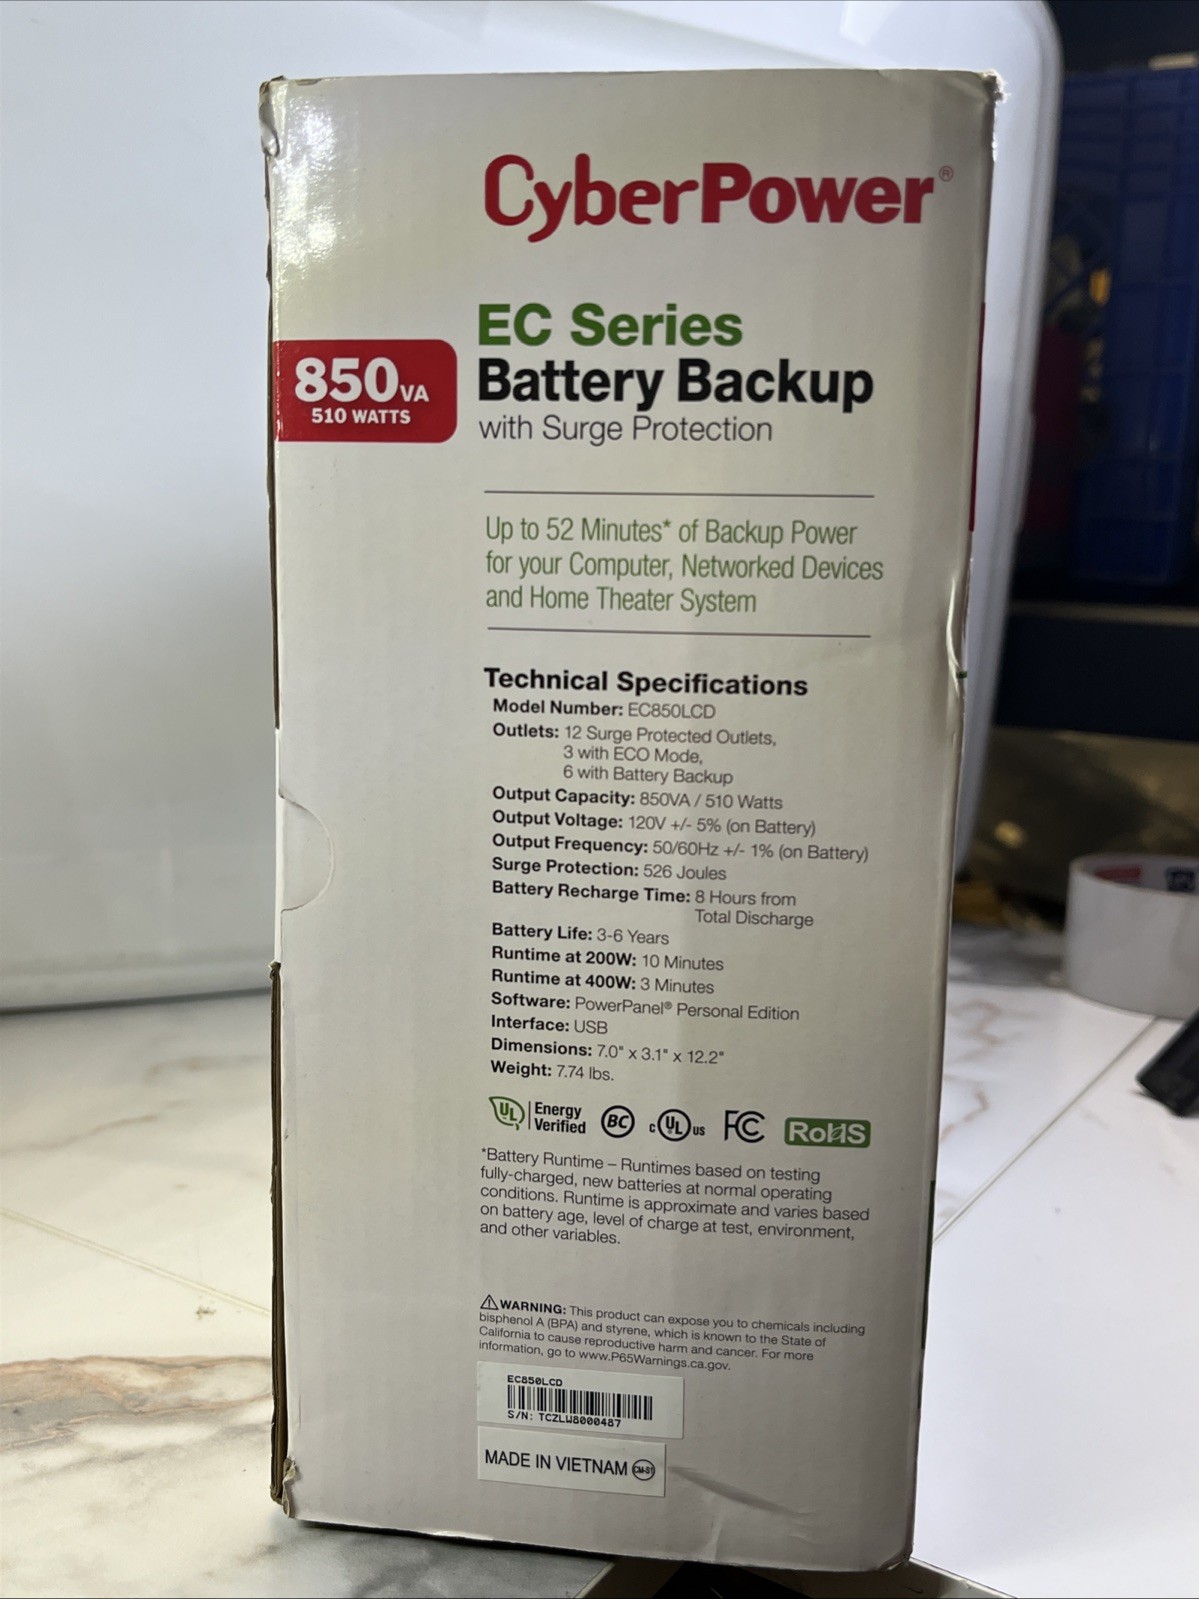 CyberPower®
EC Series
850VA
510 WATTS
Battery Backup
with Surge Protection
Up to 52 Minutes* of Backup Power
for your Computer, Networked Devices
and Home Theater System
Technical Specifications
Model Number: EC850LCD
Outlets: 12 Surge Protected Outlets,
3 with ECO Mode,
6 with Battery Backup
Output Capacity: 850VA / 510 Watts
Output Voltage: 120V +/- 5% (on Battery)
Output Frequency: 50/60Hz +/- 1% (on Battery)
Surge Protection: 526 Joules
Battery Recharge Time: 8 Hours from
Total Discharge
Battery Life: 3-6 Years
Runtime at 200W: 10 Minutes
Runtime at 400W: 3 Minutes
Software: PowerPanel® Personal Edition
Interface: USB
Dimensions: 7.0" x 3.1" x 12.2"
Weight: 7.74 lbs.
UL Energy
Verified
BC
c UL us
FC
RoHS
*Battery Runtime – Runtimes based on testing
fully-charged, new batteries at normal operating
conditions. Runtime is approximate and varies based
on battery age, level of charge at test, environment,
and other variables.
⚠WARNING: This product can expose you to chemicals including
bisphenol A (BPA) and styrene, which is known to the State of
California to cause reproductive harm and cancer. For more
information, go to www.P65Warnings.ca.gov.
EC850LCD
S/N: TCZLW8000487
MADE IN VIETNAM CM-S1